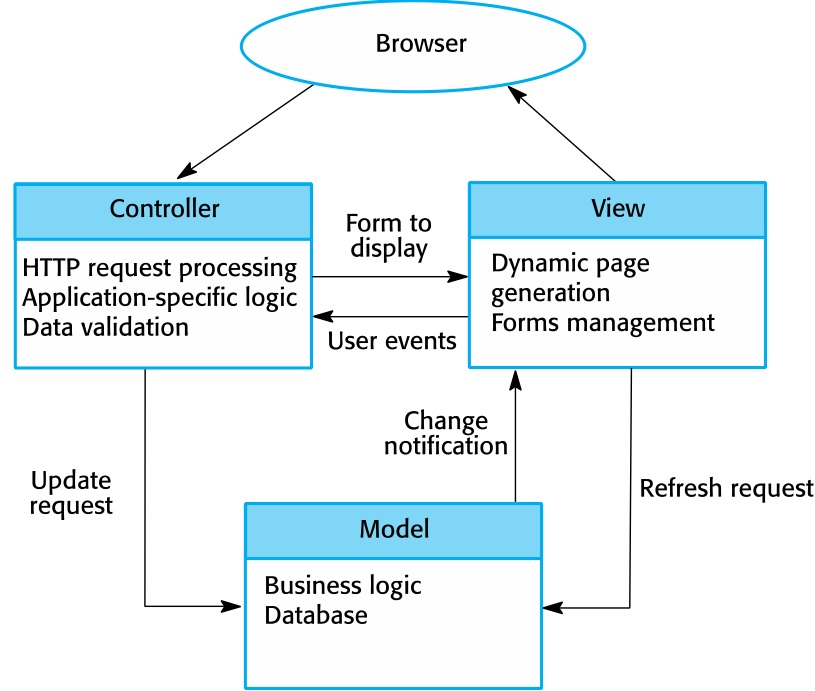 Browser
Controller
HTTP request processing
Application-specific logic
Data validation
Form to
display
User events
View
Dynamic page
generation
Forms management
Update
request
Change
notification
Refresh request
Model
Business logic
Database